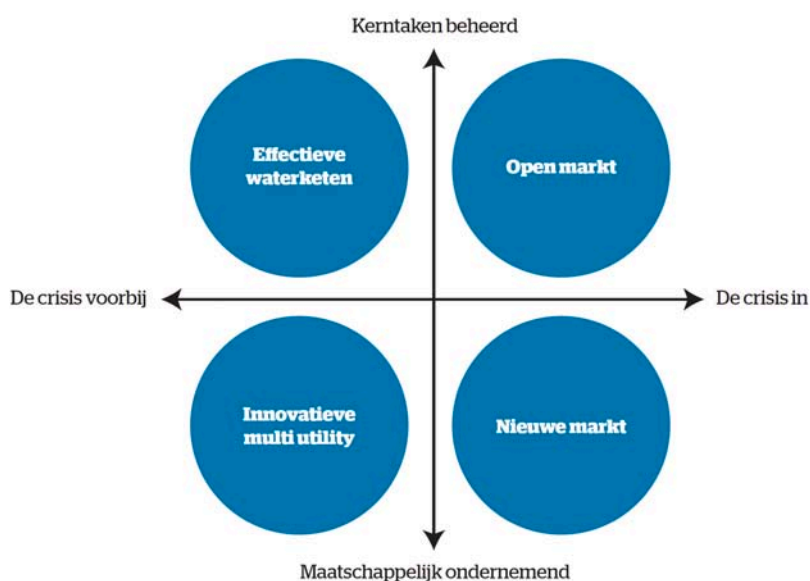 Kerntaken beheerd
Effectieve
waterketen
Open markt
De crisis voorbij
De crisis in
Innovatieve
multi utility
Nieuwe markt
Maatschappelijk ondernemend